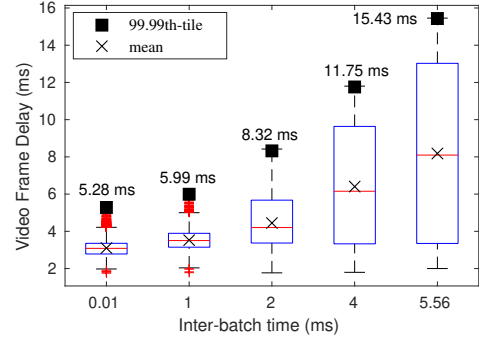 16
14
12
10
8
6
4
2
Video Frame Delay (ms)
99.99th-tile
mean
5.28 ms
5.99 ms
8.32 ms
11.75 ms
15.43 ms
0.01
1
2
4
5.56
Inter-batch time (ms)